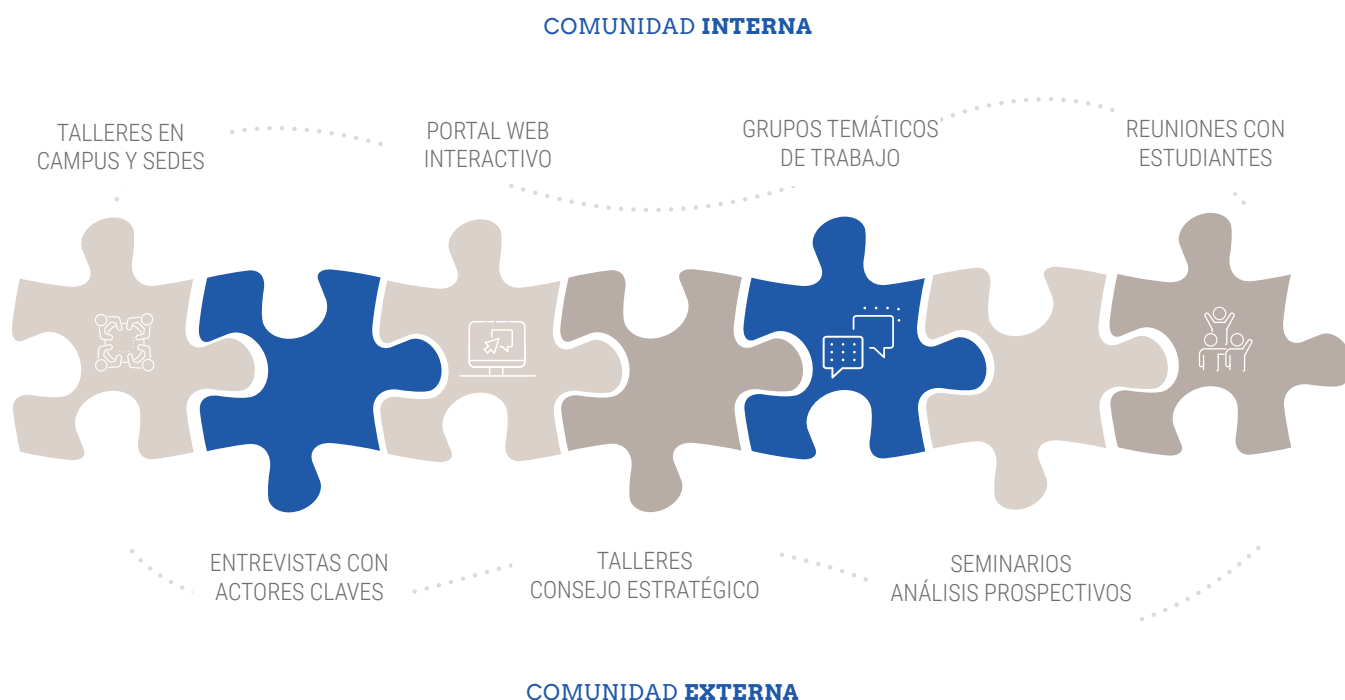 COMUNIDAD INTERNA
TALLERES EN
CAMPUS Y SEDES
PORTAL WEB
INTERACTIVO
GRUPOS TEMÁTICOS
DE TRABAJO
REUNIONES CON
ESTUDIANTES
ENTREVISTAS CON
ACTORES CLAVES
TALLERES
CONSEJO ESTRATÉGICO
SEMINARIOS
ANÁLISIS PROSPECTIVOS
COMUNIDAD EXTERNA